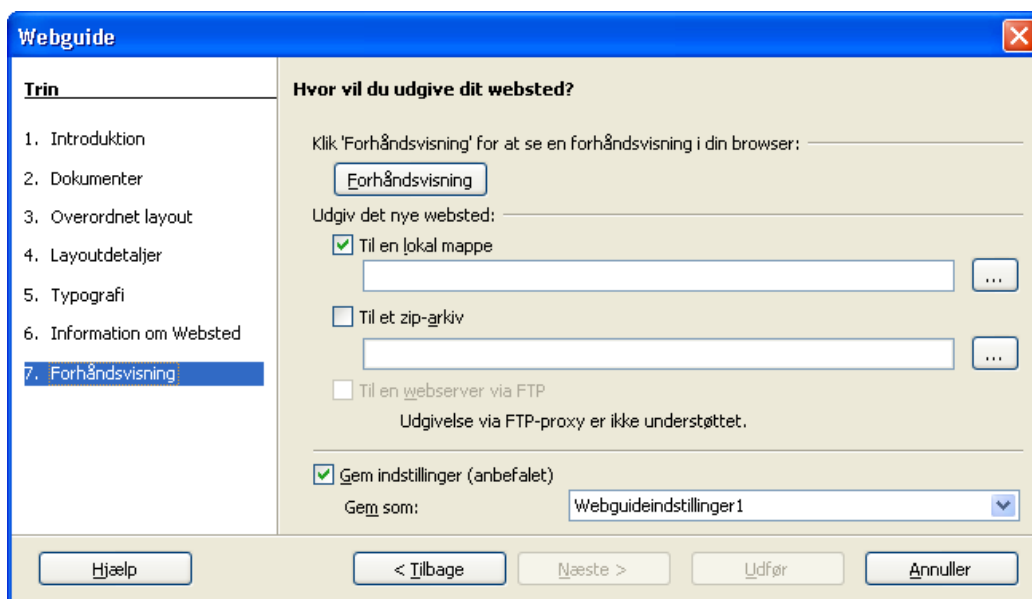 Webguide
Trin
1. Introduktion
2. Dokumenter
3. Overordnet layout
4. Layoutdetaljer
5. Typografi
6. Information om Websted
7. Forhåndsvisning
Hvor vil du udgive dit websted?
Klik 'Forhåndsvisning' for at se en forhåndsvisning i din browser:
Forhåndsvisning
Udgiv det nye websted:
Til en lokal mappe
...
Til et zip-arkiv
...
Til en webserver via FTP
Udgivelse via FTP-proxy er ikke understøttet.
Gem indstillinger (anbefalet)
Gem som: Webguideindstillinger1
Hjælp < Tilbage Næste > Udfør Annuller